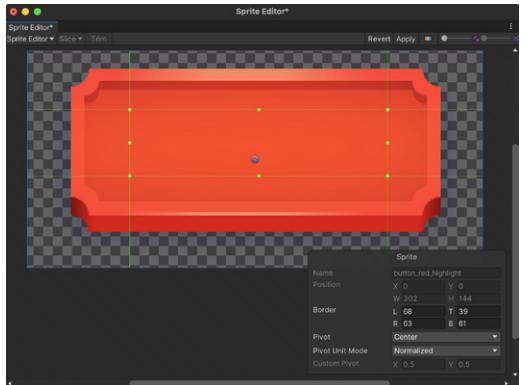 Sprite Editor*
Sprite Editor*
Sprite Editor Slice Trim Revert Apply
Sprite
Name button_red_highlight
Position X 0 Y 0
W 302 H 144
Border L 68 T 39
R 63 B 61
Pivot Center
Pivot Unit Mode Normalized
Custom Pivot X 0.5 Y 0.5